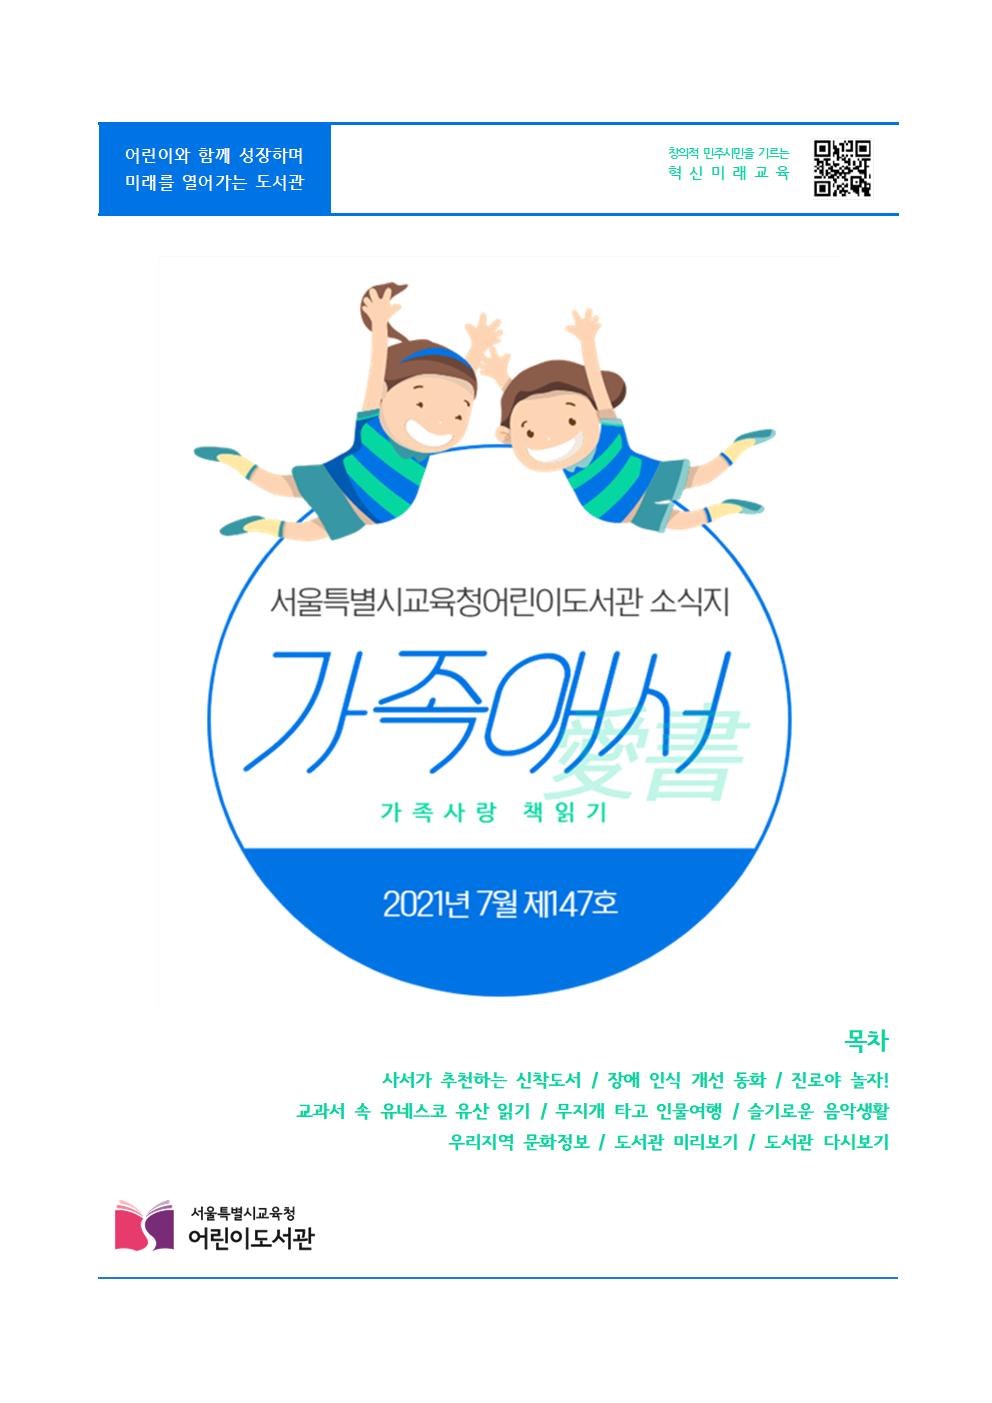 어린이와 함께 성장하며
미래를 열어가는 도서관
창의적 민주시민을 기르는
혁신미래교육
서울특별시교육청어린이도서관 소식지
가족애서
愛書
가족사랑 책읽기
2021년 7월 제147호
목차
사서가 추천하는 신착도서 / 장애 인식 개선 동화 / 진로야 놀자!
교과서 속 유네스코 유산 읽기 / 무지개 타고 인물여행 / 슬기로운 음악생활
우리지역 문화정보 / 도서관 미리보기 / 도서관 다시보기
서울특별시교육청
어린이도서관